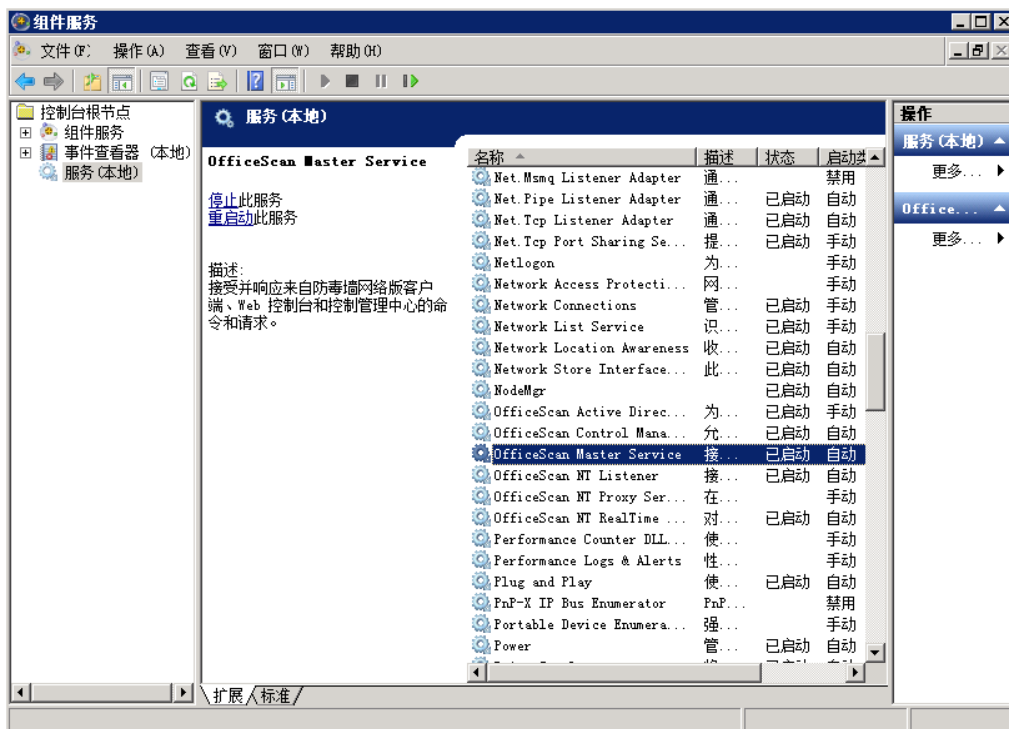 组件服务
文件(F) 操作(A) 查看(V) 窗口(W) 帮助(H)
控制台根节点
组件服务
事件查看器 (本地)
服务(本地)
服务(本地)
OfficeScan Master Service
停止此服务
重启动此服务
描述:
接受并响应来自防毒墙网络版客户
端、Web 控制台和控制管理中心的命
令和请求。
名称 描述 状态 启动类
Net.Msmq Listener Adapter 通... 禁用
Net.Pipe Listener Adapter 通... 已启动 自动
Net.Tcp Listener Adapter 通... 已启动 自动
Net.Tcp Port Sharing Se... 提... 已启动 手动
Netlogon 为... 手动
Network Access Protecti... 网... 手动
Network Connections 管... 已启动 手动
Network List Service 识... 已启动 手动
Network Location Awareness 收... 已启动 自动
Network Store Interface... 此... 已启动 自动
NodeMgr 已启动 自动
OfficeScan Active Direc... 为... 已启动 手动
OfficeScan Control Mana... 允... 已启动 自动
OfficeScan Master Service 接... 已启动 自动
OfficeScan NT Listener 接... 已启动 自动
OfficeScan NT Proxy Ser... 在... 手动
OfficeScan NT RealTime ... 对... 已启动 自动
Performance Counter DLL... 使... 手动
Performance Logs & Alerts 性... 手动
Plug and Play 使... 已启动 自动
PnP-X IP Bus Enumerator PnP... 禁用
Portable Device Enumera... 强... 手动
Power 管... 已启动 自动
扩展 标准
操作
服务(本地)
更多...
Office...
更多...